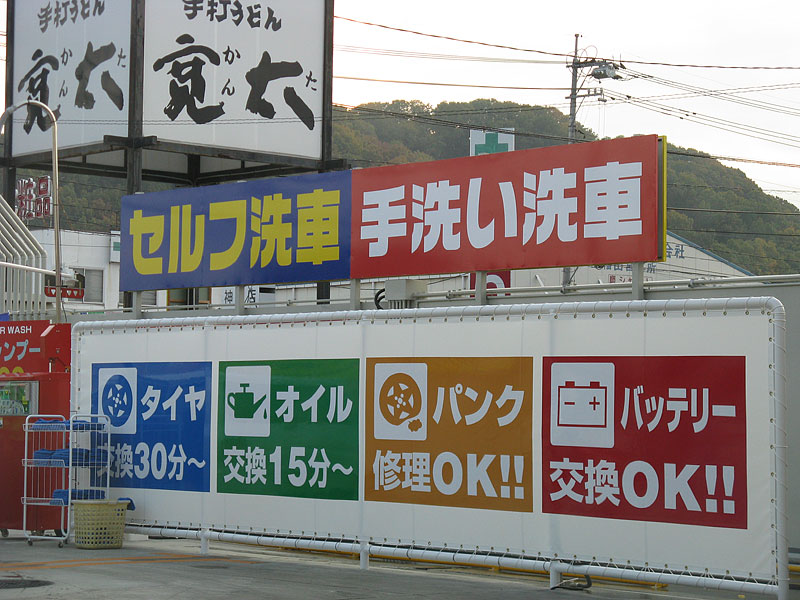 手打うどん
寛太
かんた
手打うどん
寛太
かんた
セルフ洗車
手洗い洗車
タイヤ
交換30分〜
オイル
交換15分〜
パンク
修理OK!!
バッテリー
交換OK!!